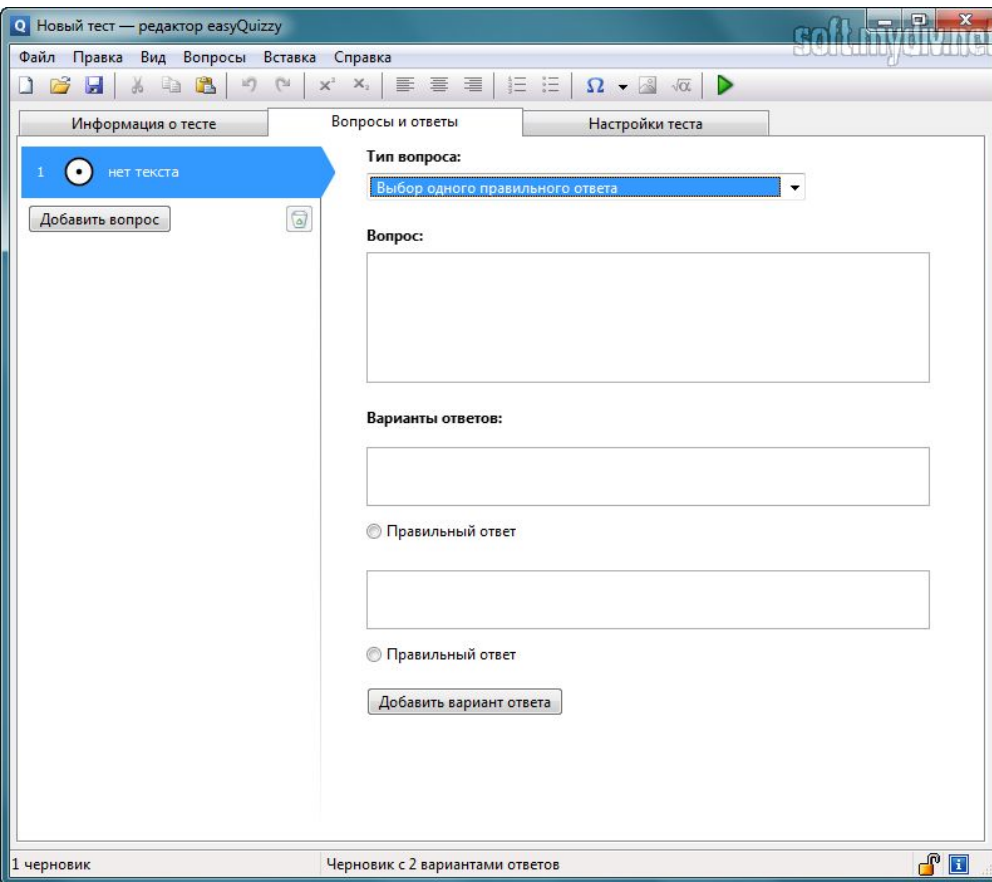 Новый тест — редактор easyQuizzy
soft.mydiv.net
Файл Правка Вид Вопросы Вставка Справка
Информация о тесте Вопросы и ответы Настройки теста
1 нет текста
Добавить вопрос
Тип вопроса:
Выбор одного правильного ответа
Вопрос:
Варианты ответов:
Правильный ответ
Правильный ответ
Добавить вариант ответа
1 черновик Черновик с 2 вариантами ответов